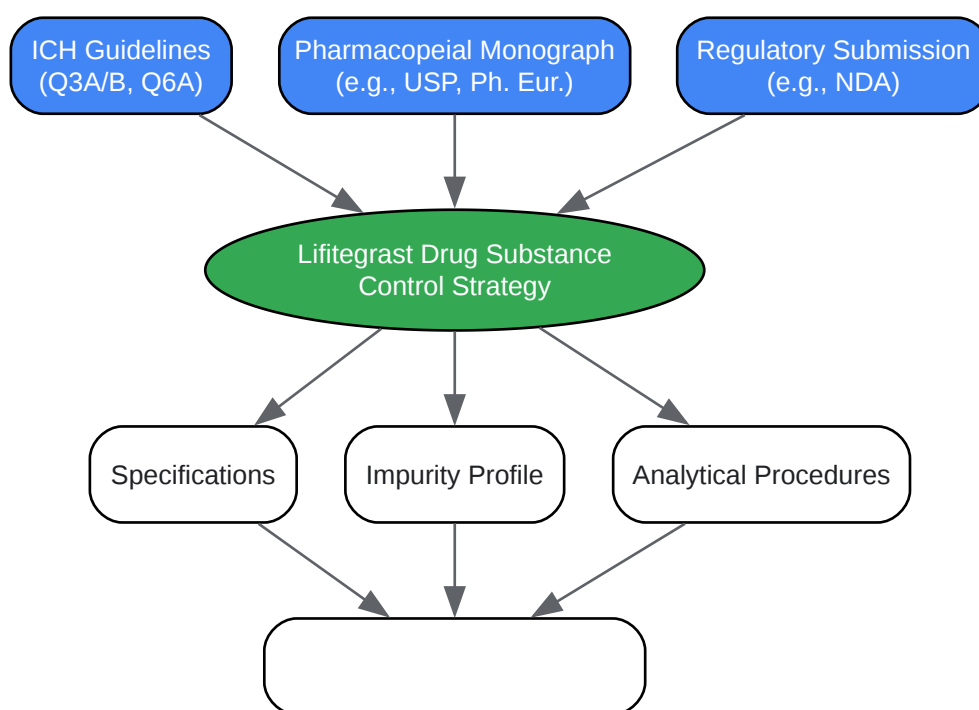 ICH Guidelines
(Q3A/B, Q6A)
Pharmacopeial Monograph
(e.g., USP, Ph. Eur.)
Regulatory Submission
(e.g., NDA)
Lifitegrast Drug Substance
Control Strategy
Specifications
Impurity Profile
Analytical Procedures